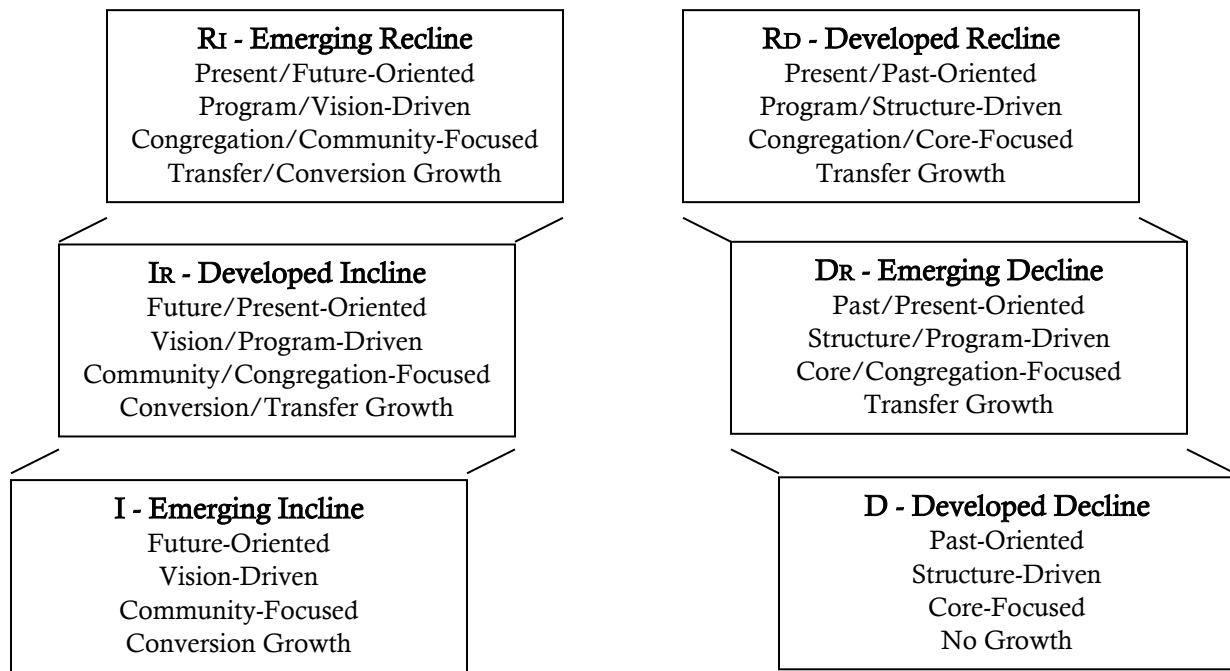 RI - Emerging Recline
Present/Future-Oriented
Program/Vision-Driven
Congregation/Community-Focused
Transfer/Conversion Growth
RD - Developed Recline
Present/Past-Oriented
Program/Structure-Driven
Congregation/Core-Focused
Transfer Growth
IR - Developed Incline
Future/Present-Oriented
Vision/Program-Driven
Community/Congregation-Focused
Conversion/Transfer Growth
DR - Emerging Decline
Past/Present-Oriented
Structure/Program-Driven
Core/Congregation-Focused
Transfer Growth
I - Emerging Incline
Future-Oriented
Vision-Driven
Community-Focused
Conversion Growth
D - Developed Decline
Past-Oriented
Structure-Driven
Core-Focused
No Growth